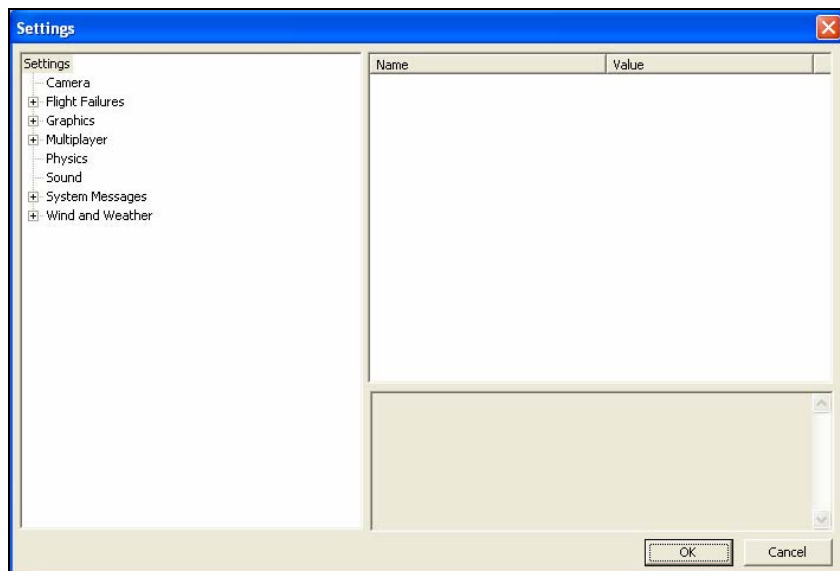 Settings
Settings
Camera
Flight Failures
Graphics
Multiplayer
Physics
Sound
System Messages
Wind and Weather
Name Value
OK Cancel